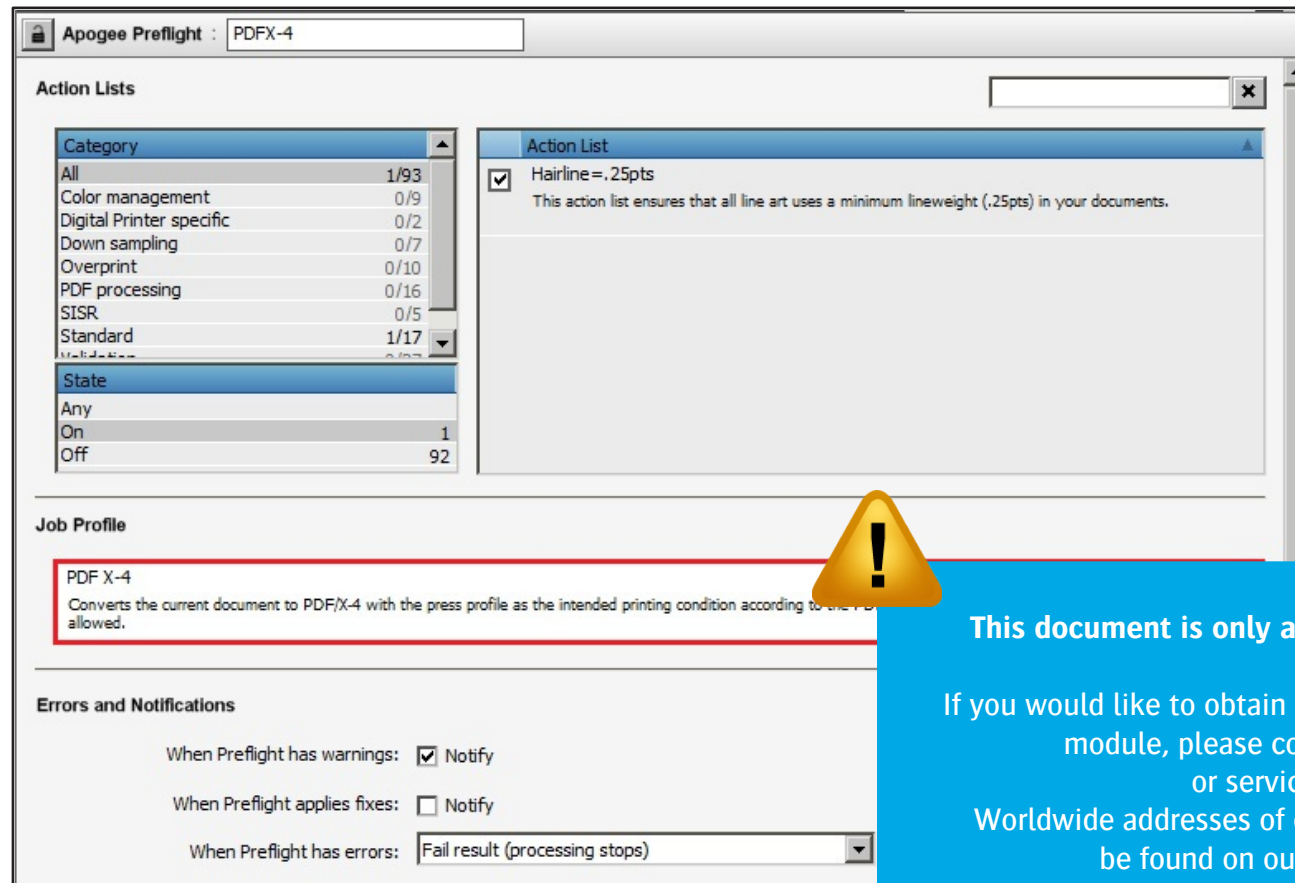 Apogee Preflight : PDFX-4
Action Lists
Category
All 1/93
Color management 0/9
Digital Printer specific 0/2
Down sampling 0/7
Overprint 0/10
PDF processing 0/16
SISR 0/5
Standard 1/17
State
Any
On 1
Off 92
Action List
Hairline=.25pts
This action list ensures that all line art uses a minimum lineweight (.25pts) in your documents.
Job Profile
PDF X-4
Converts the current document to PDF/X-4 with the press profile as the intended printing condition according to the
allowed.
Errors and Notifications
When Preflight has warnings: Notify
When Preflight applies fixes: Notify
When Preflight has errors: Fail result (processing stops)
!
This document is only a
If you would like to obtain
module, please co
or servic
Worldwide addresses of
be found on ou